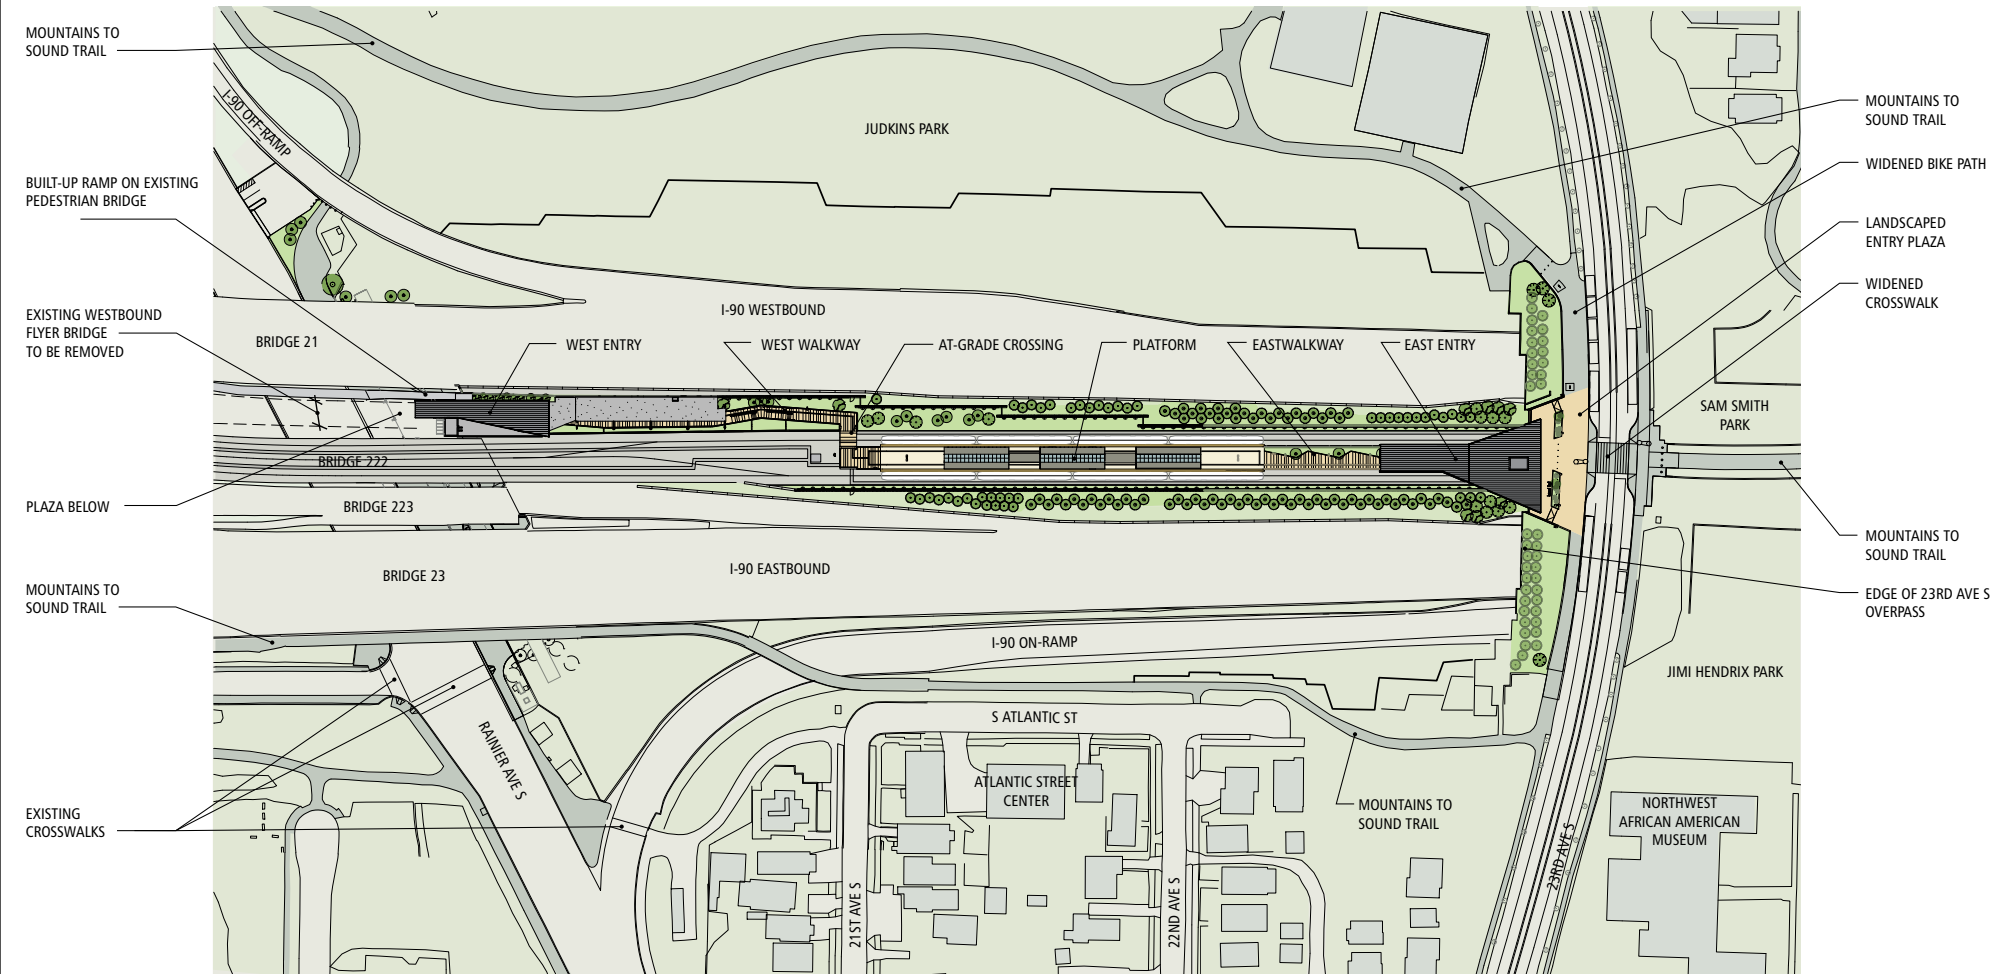 MOUNTAINS TO
SOUND TRAIL
I-90 OFF-RAMP
JUDKINS PARK
MOUNTAINS TO
SOUND TRAIL
WIDENED BIKE PATH
BUILT-UP RAMP ON EXISTING
PEDESTRIAN BRIDGE
LANDSCAPED
ENTRY PLAZA
WIDENED
CROSSWALK
EXISTING WESTBOUND
FLYER BRIDGE
TO BE REMOVED
I-90 WESTBOUND
BRIDGE 21
WEST ENTRY
WEST WALKWAY
AT-GRADE CROSSING
PLATFORM
EASTWALKWAY
EAST ENTRY
SAM SMITH
PARK
BRIDGE 222
PLAZA BELOW
BRIDGE 223
MOUNTAINS TO
SOUND TRAIL
BRIDGE 23
I-90 EASTBOUND
MOUNTAINS TO
SOUND TRAIL
EDGE OF 23RD AVE S
OVERPASS
I-90 ON-RAMP
JIMI HENDRIX PARK
S ATLANTIC ST
RAINIER AVE S
ATLANTIC STREET
CENTER
MOUNTAINS TO
SOUND TRAIL
NORTHWEST
AFRICAN AMERICAN
MUSEUM
EXISTING
CROSSWALKS
23RD AVE S
21ST AVE S
22ND AVE S